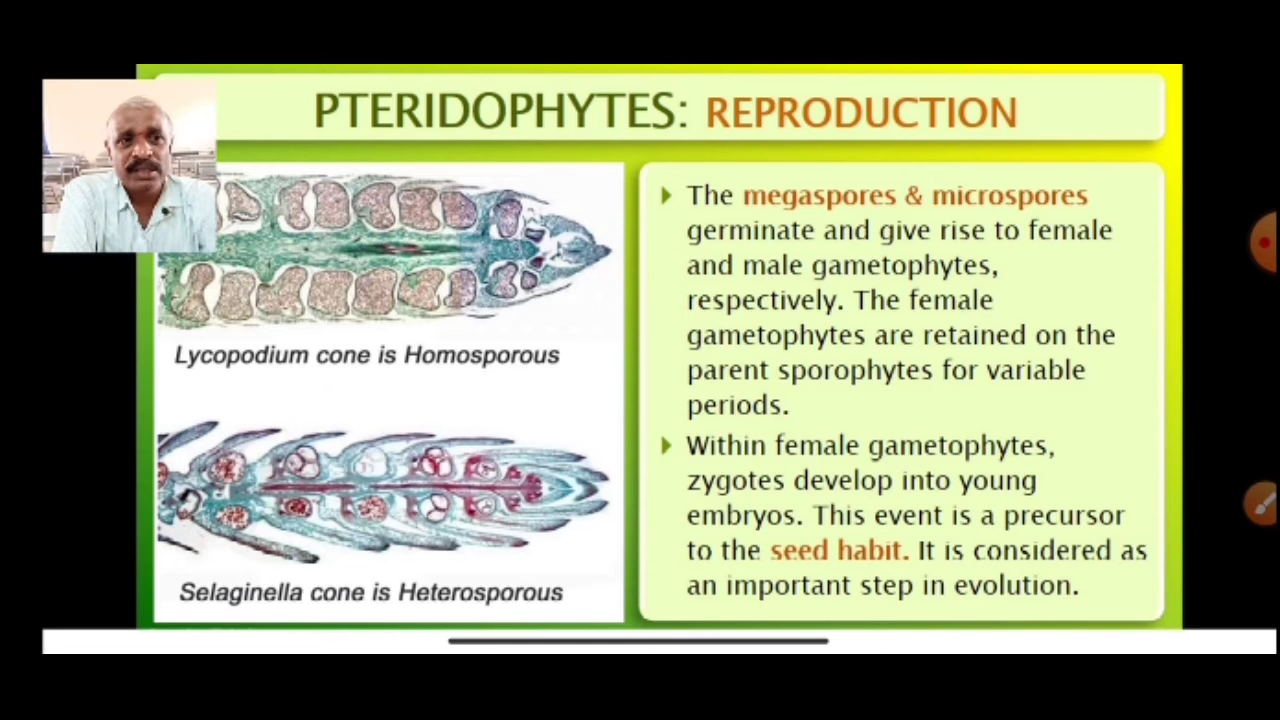 PTERIDOPHYTES: REPRODUCTION
Lycopodium cone is Homosporous
Selaginella cone is Heterosporous
The megaspores & microspores
germinate and give rise to female
and male gametophytes,
respectively. The female
gametophytes are retained on the
parent sporophytes for variable
periods.
Within female gametophytes,
zygotes develop into young
embryos. This event is a precursor
to the seed habit. It is considered as
an important step in evolution.